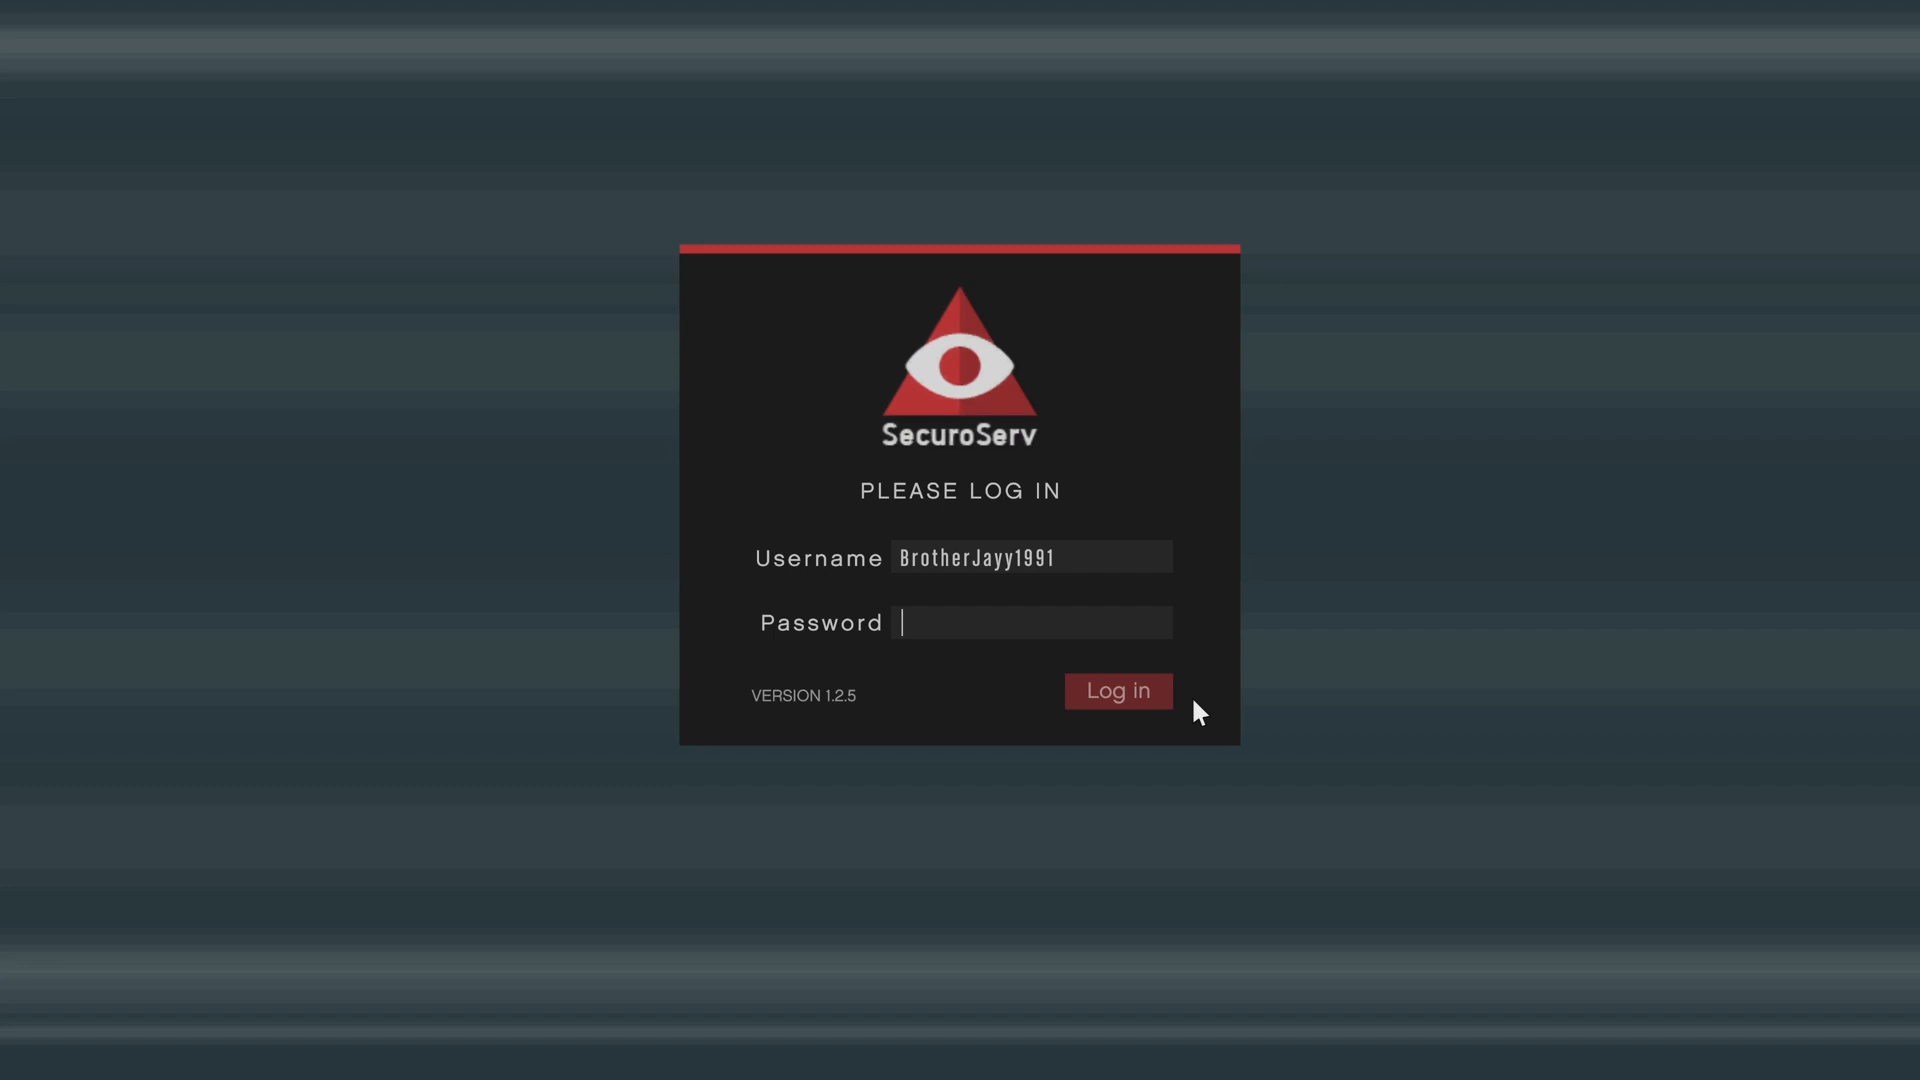 SecuroServ
PLEASE LOG IN
Username BrotherJayy1991
Password
VERSION 1.2.5
Log in